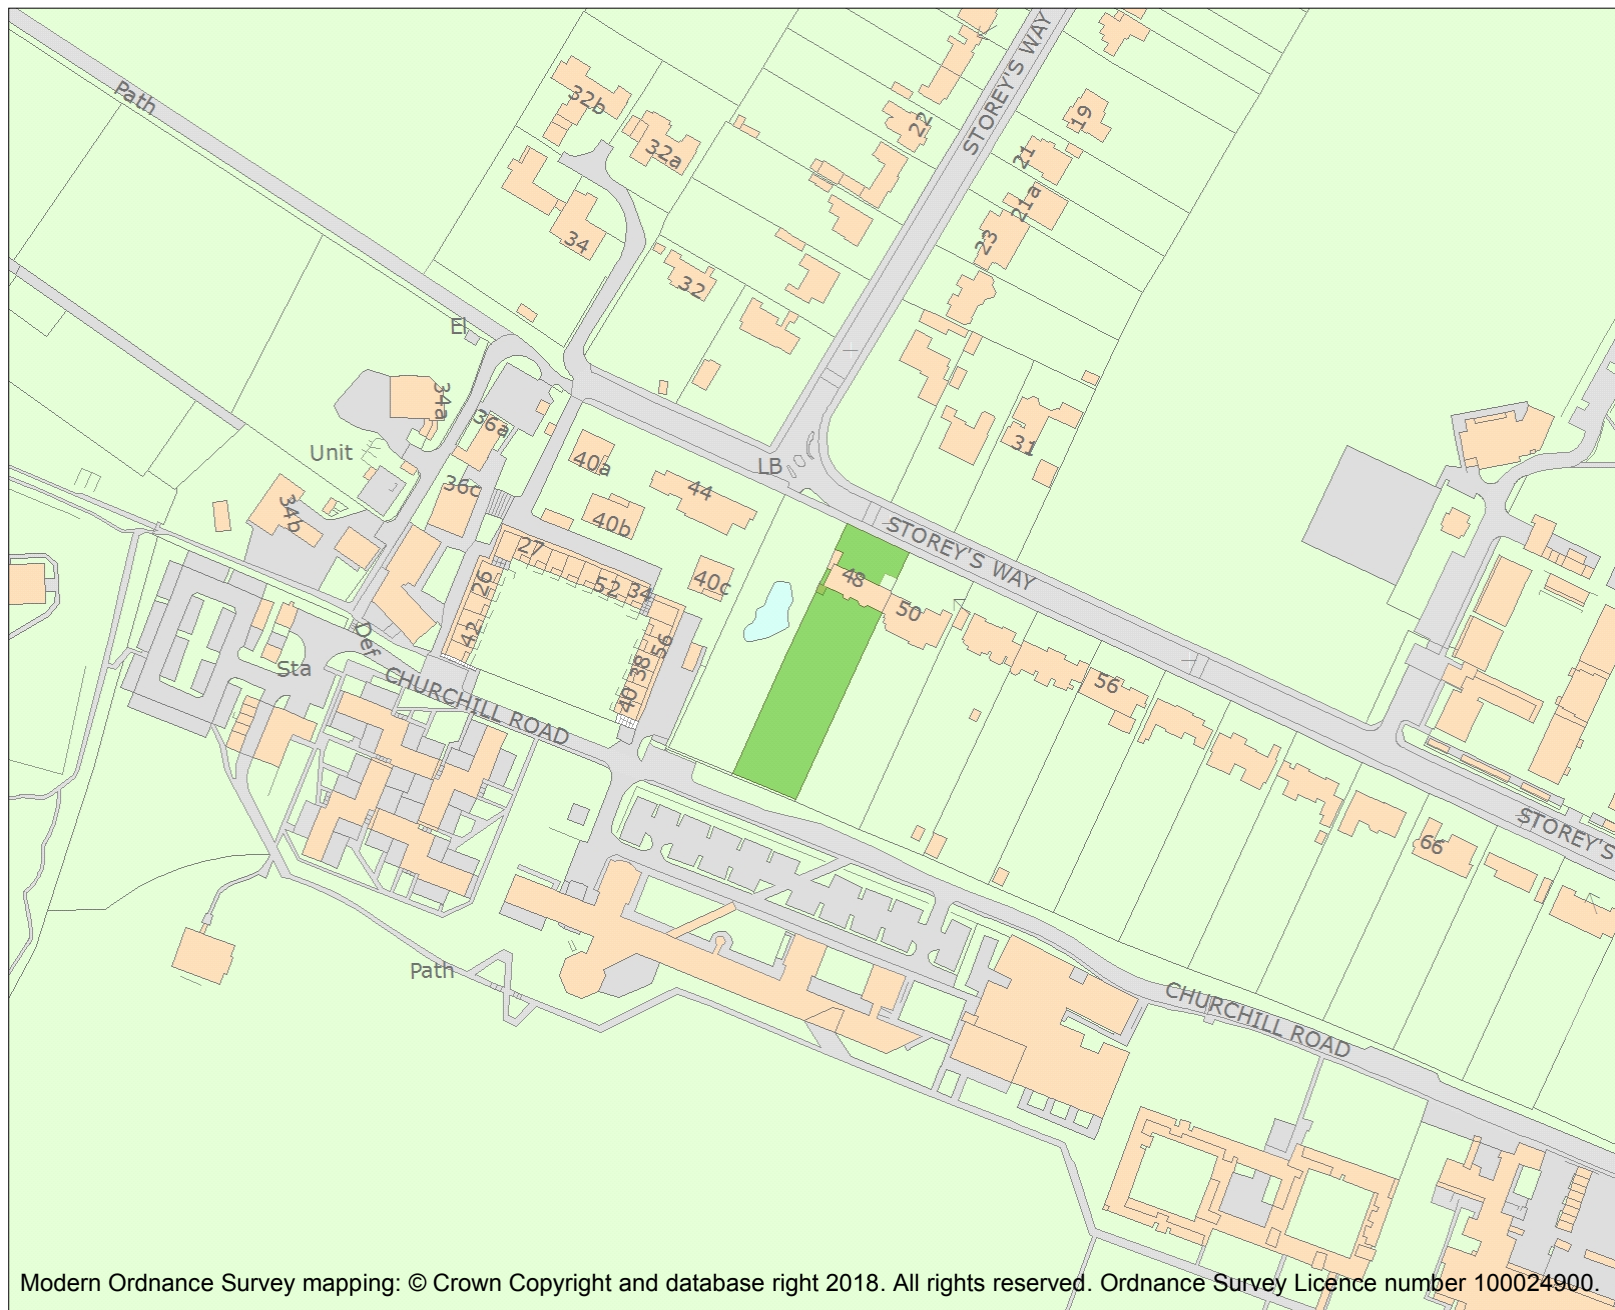 Path
32b
32a
34
32
22
STOREY'S WAY
19
21
21a
23
El
34a
36a
Unit
36c
34b
40a
LB
44
40b
31
STOREY'S WAY
27
26
52
34
40c
48
50
42
56
38
40
Def
Sta
CHURCHILL ROAD
56
66
STOREY'S
Path
CHURCHILL ROAD
Modern Ordnance Survey mapping: © Crown Copyright and database right 2018. All rights reserved. Ordnance Survey Licence number 100024900.